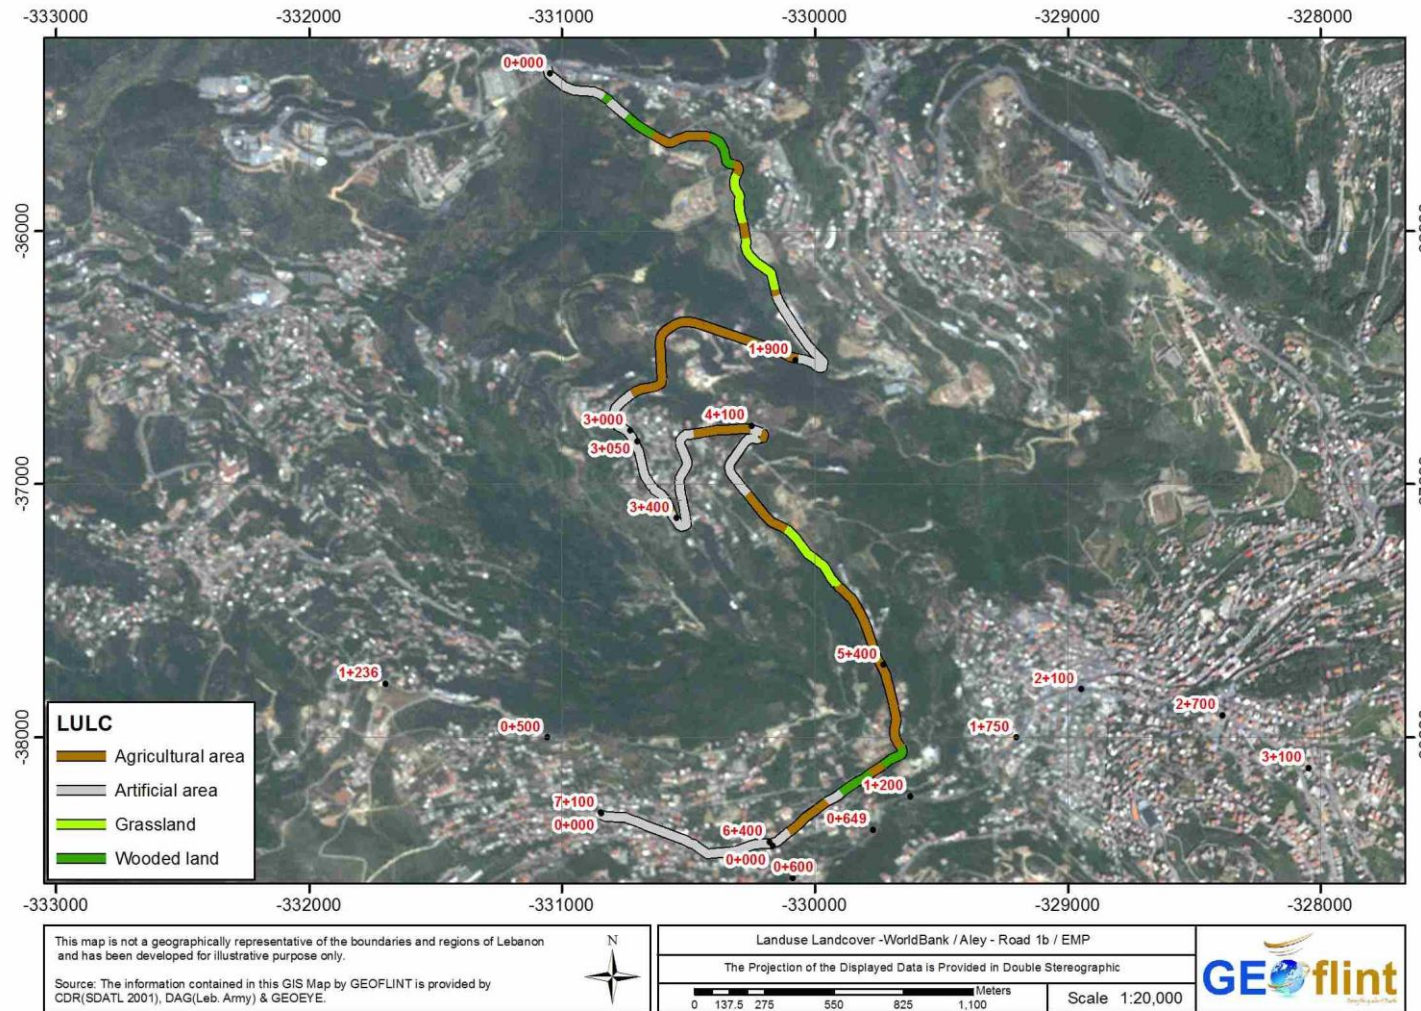 -333000 -332000 -331000 -330000 -329000 -328000
0+000
-36000
1+900
3+000
4+100
3+050
-37000
3+400
5+400
1+236
2+100
2+700
0+500
1+750
-38000
3+100
1+200
7+100
0+000
0+649
6+400
0+000
0+600
LULC
Agricultural area
Artificial area
Grassland
Wooded land
-333000 -332000 -331000 -330000 -329000 -328000
This map is not a geographically representative of the boundaries and regions of Lebanon
and has been developed for illustrative purpose only.
Source: The information contained in this GIS Map by GEOFLINT is provided by
CDR(SDATL 2001), DAG(Leb. Army) & GEOEYE.
N
Landuse Landcover -WorldBank / Aley - Road 1b / EMP
The Projection of the Displayed Data is Provided in Double Stereographic
Meters
0 137.5 275 550 825 1,100
Scale 1:20,000
GEOflint